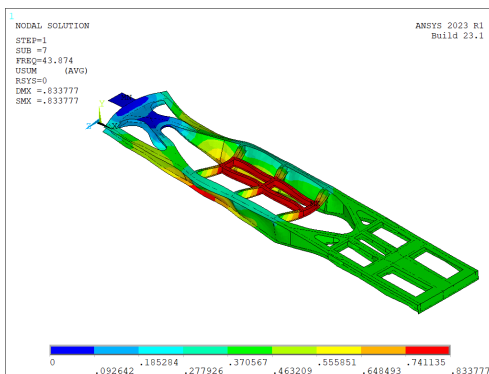 1
NODAL SOLUTION
STEP=1
SUB =7
FREQ=43.874
USUM (AVG)
RSYS=0
DMX =.833777
SMX =.833777
ANSYS 2023 R1
Build 23.1
Y
X
0 .185284 .370567 .555851 .741135
.092642 .277926 .463209 .648493 .833777